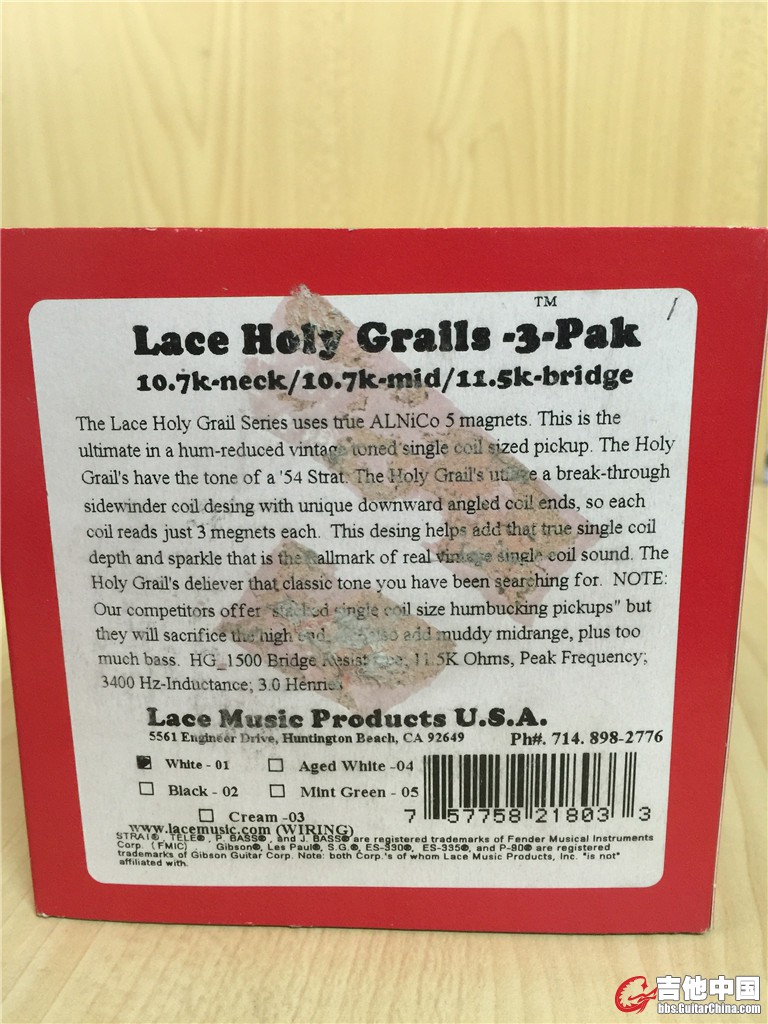 TM
Lace Holy Grails -3-Pak
10.7k-neck/10.7k-mid/11.5k-bridge
The Lace Holy Grail Series uses true ALNiCo 5 magnets. This is the
ultimate in a hum-reduced vintage toned single coil sized pickup. The Holy
Grail's have the tone of a '54 Strat. The Holy Grail's a break-through
sidewinder coil desing with unique downward angled coil ends, so each
coil reads just 3 megnets each. This desing helps add that true single coil
depth and sparkle that is the hallmark of real vintage single coil sound. The
Holy Grail's deliever that classic tone you have been searching for. NOTE:
Our competitors offer "stacked single coil size humbucking pickups" but
they will sacrifice the high end, also add muddy midrange, plus too
much bass. HG_1500 Bridge Resistance, 11.5K Ohms, Peak Frequency;
3400 Hz-Inductance; 3.0 Henries
Lace Music Products U.S.A.
5561 Engineer Drive, Huntington Beach, CA 92649 Ph#. 714. 898-2776
White - 01 Aged White -04
Black - 02 Mint Green - 05
Cream -03
7 57758 21803 3
www.lacemusic.com (WIRING)
STRAT®, TELE®, P. BASS®, and J. BASS® are registered trademarks of Fender Musical Instruments
Corp. (FMIC). Gibson®, Les Paul®, S.G.®, ES-330®, ES-335®, and P-90® are registered
trademarks of Gibson Guitar Corp. Note: both Corp.'s of whom Lace Music Products, Inc. "is not"
affiliated with.
吉他中国
bbs.GuitarChina.com